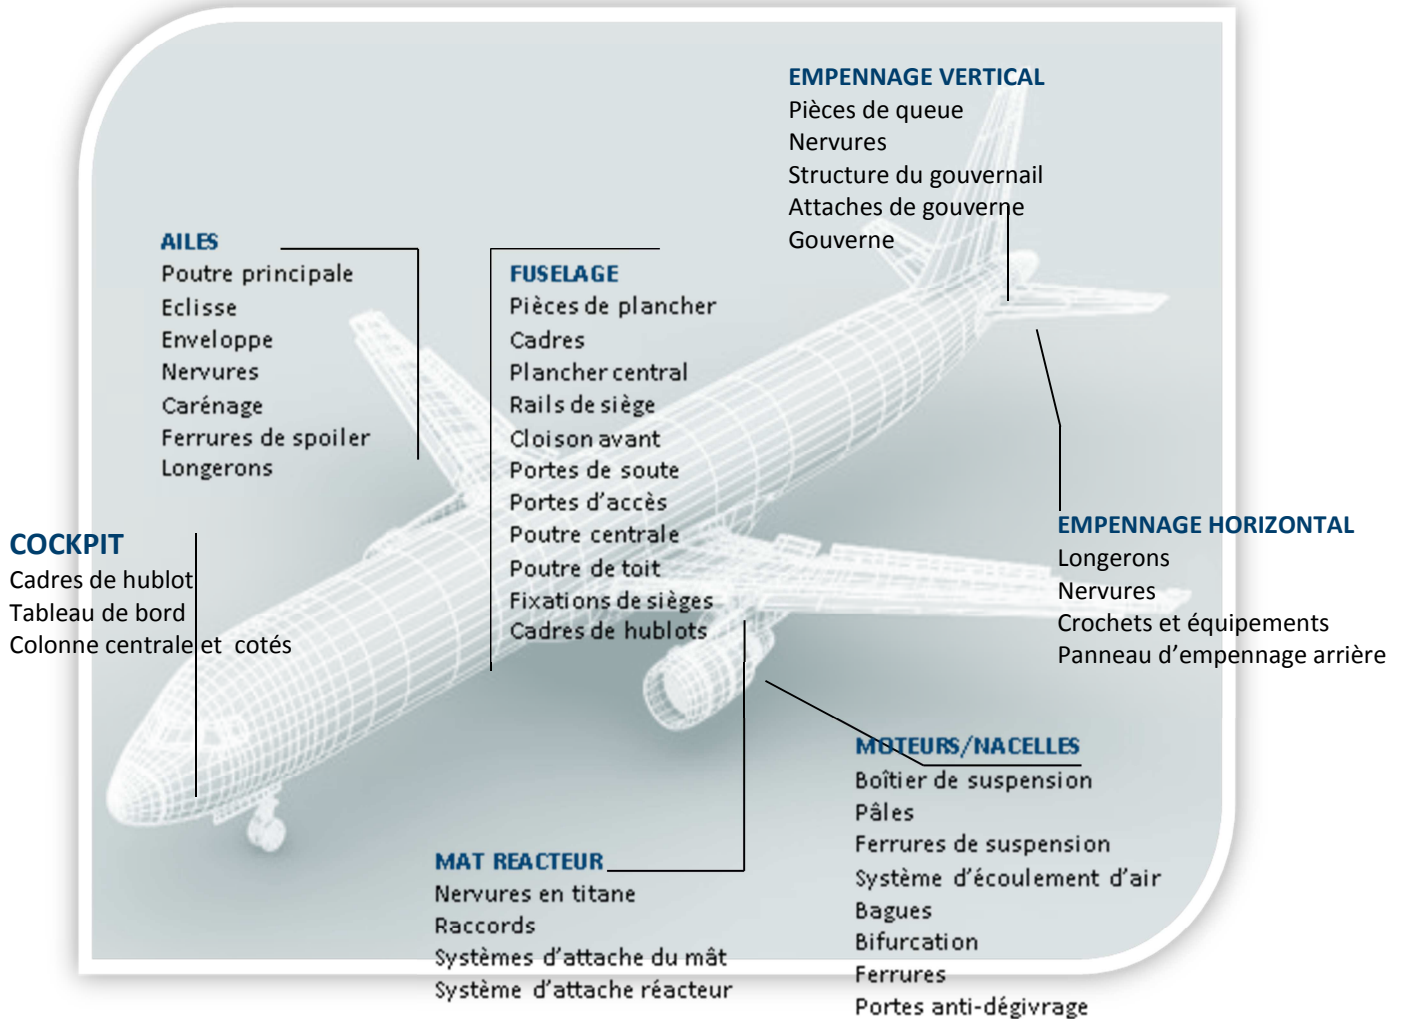 EMPENNAGE VERTICAL
Pièces de queue
Nervures
Structure du gouvernail
Attaches de gouverne
Gouverne
AILES
Poutre principale
Eclisse
Enveloppe
Nervures
Carénage
Ferrures de spoiler
Longerons
FUSELAGE
Pièces de plancher
Cadres
Plancher central
Rails de siège
Cloison avant
Portes de soute
Portes d'accès
Poutre centrale
Poutre de toit
Fixations de sièges
Cadres de hublots
COCKPIT
Cadres de hublot
Tableau de bord
Colonne centrale et cotés
EMPENNAGE HORIZONTAL
Longerons
Nervures
Crochets et équipements
Panneau d'empennage arrière
MAT REACTEUR
Nervures en titane
Raccords
Systèmes d'attache du mât
Système d'attache réacteur
MOTEURS/NACELLES
Boîtier de suspension
Pâles
Ferrures de suspension
Système d'écoulement d'air
Bagues
Bifurcation
Ferrures
Portes anti-dégivrage